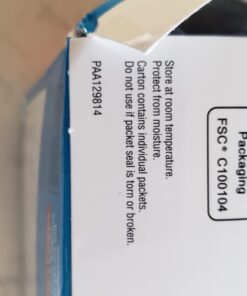 Packaging
FSC® C100104
Store at room temperature.
Protect from moisture.
Carton contains individual packets.
Do not use if packet seal is torn or broken.
PAA129814